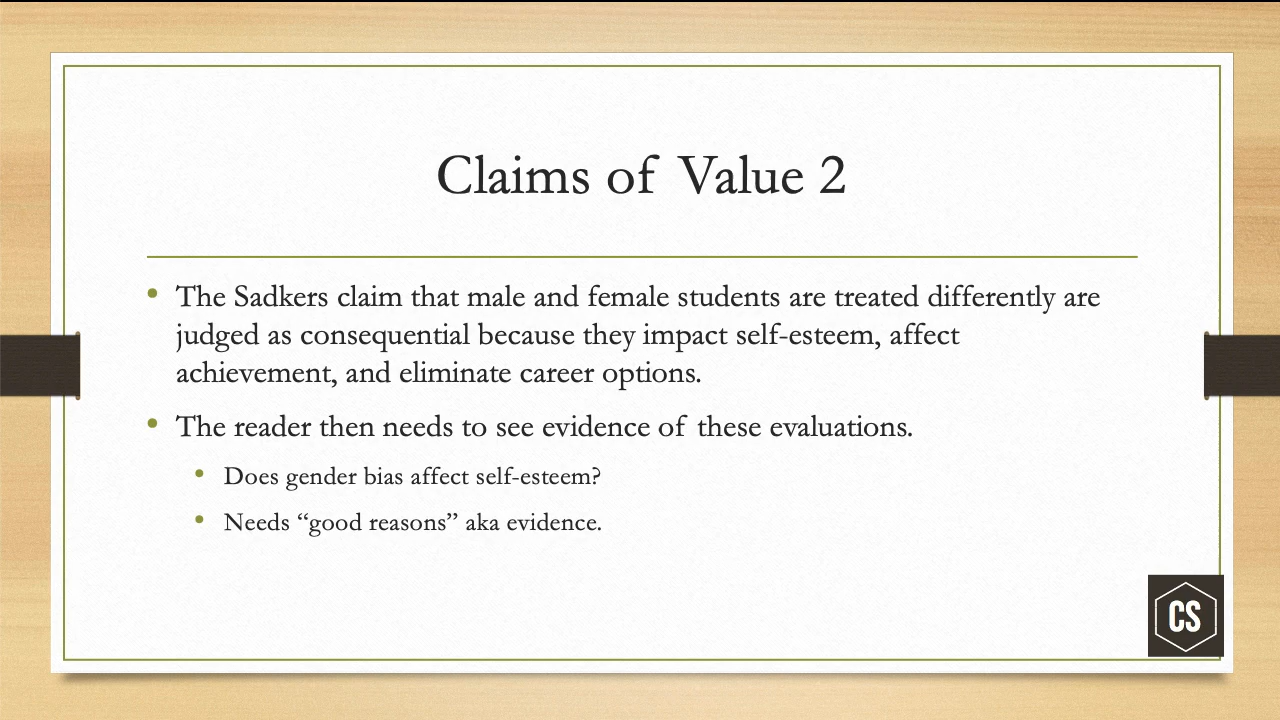 Claims of Value 2
The Sadkers claim that male and female students are treated differently are
judged as consequential because they impact self-esteem, affect
achievement, and eliminate career options.
The reader then needs to see evidence of these evaluations.
Does gender bias affect self-esteem?
Needs “good reasons” aka evidence.
CS